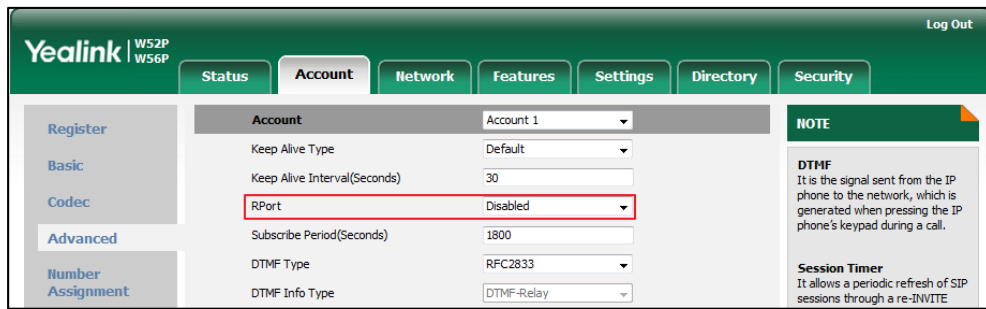 Log Out
Yealink | W52P
W56P
Status Account Network Features Settings Directory Security
Register
Basic
Codec
Advanced
Number
Assignment
Account Account 1
Keep Alive Type Default
Keep Alive Interval(Seconds) 30
RPort Disabled
Subscribe Period(Seconds) 1800
DTMF Type RFC2833
DTMF Info Type DTMF-Relay
NOTE
DTMF
It is the signal sent from the IP
phone to the network, which is
generated when pressing the IP
phone's keypad during a call.
Session Timer
It allows a periodic refresh of SIP
sessions through a re-INVITE